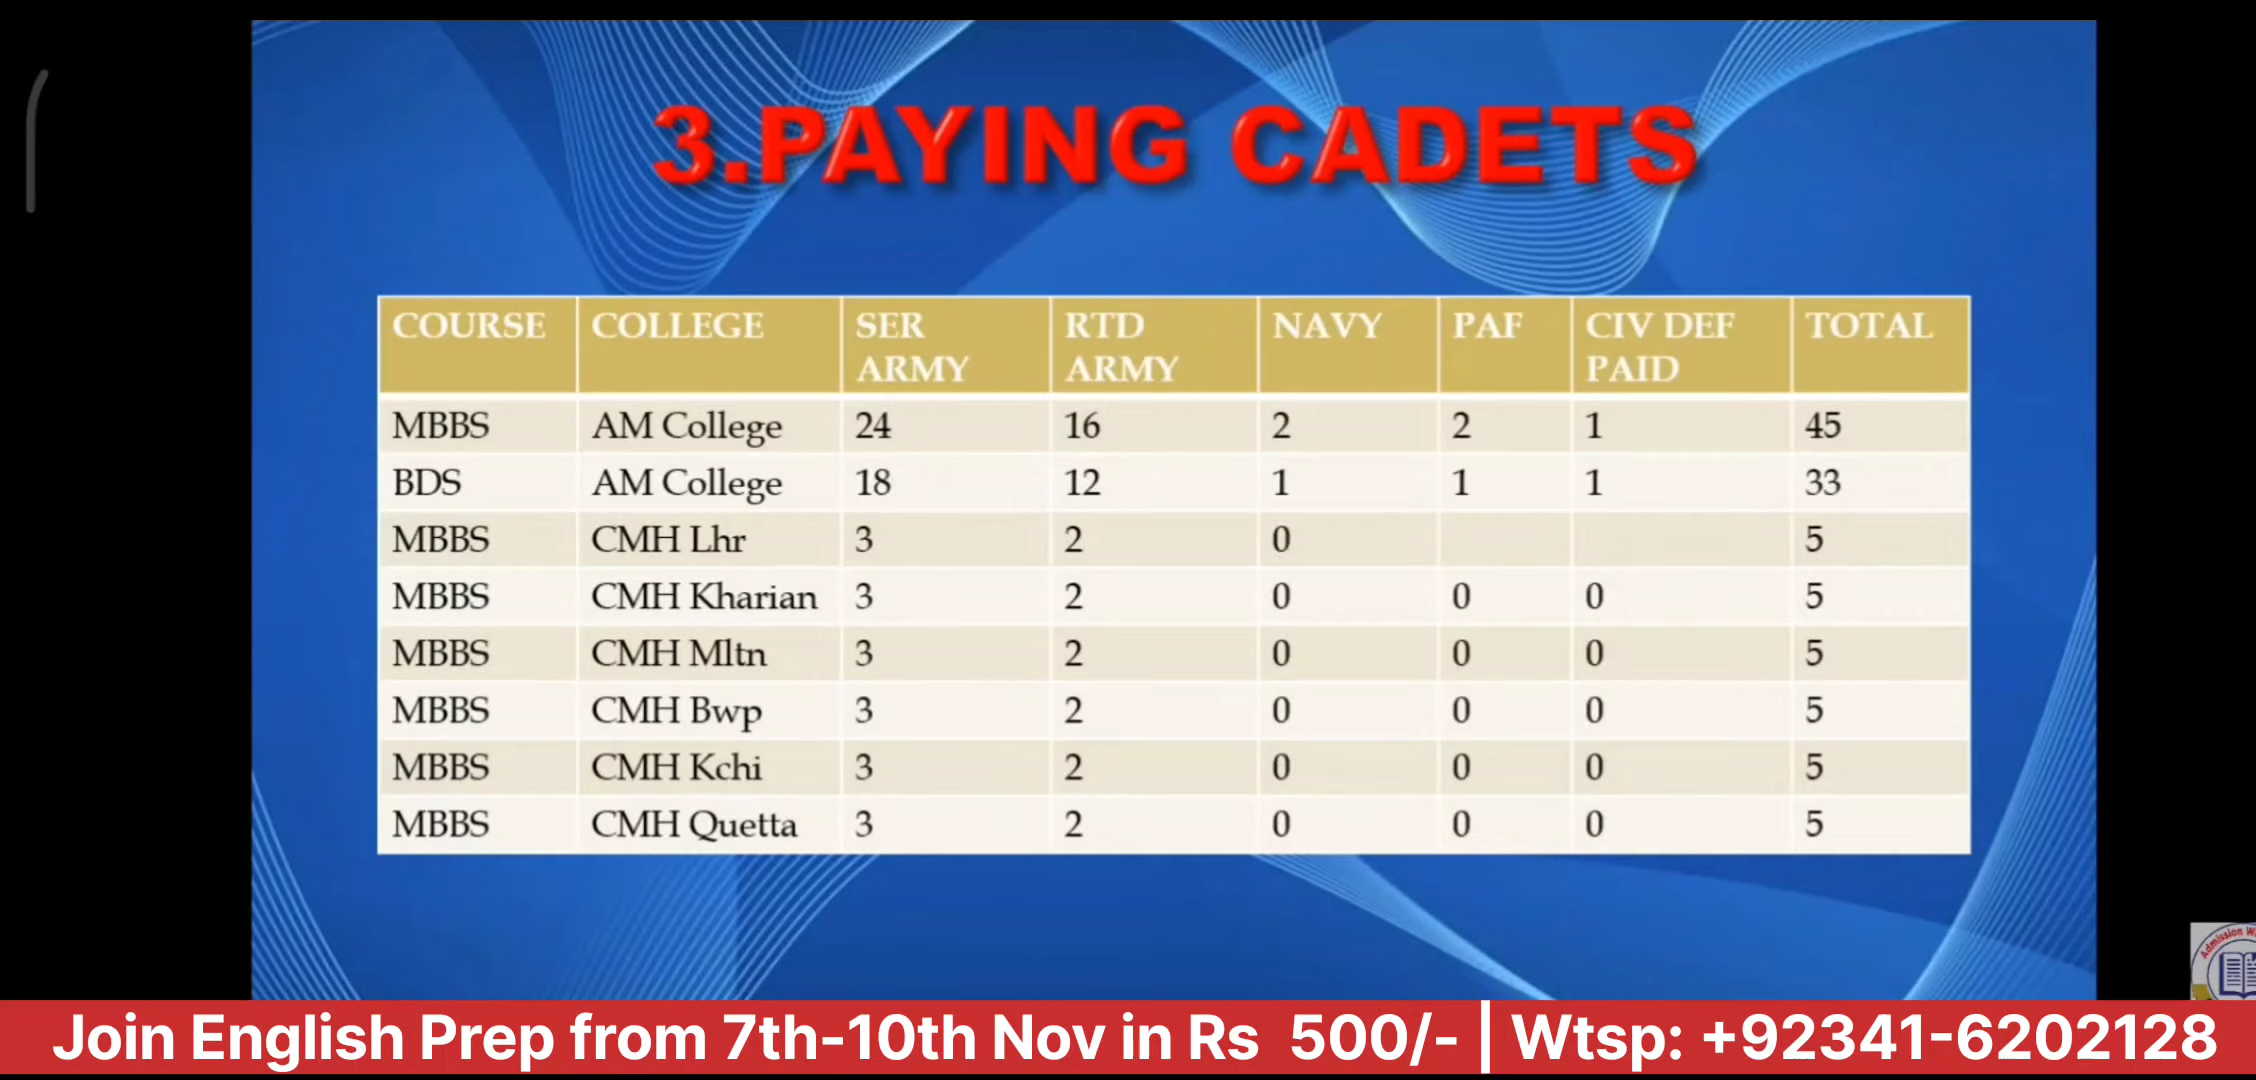 3.PAYING CADETS
COURSE COLLEGE SER ARMY RTD ARMY NAVY PAF CIV DEF PAID TOTAL
MBBS AM College 24 16 2 2 1 45
BDS AM College 18 12 1 1 1 33
MBBS CMH Lhr 3 2 0 5
MBBS CMH Kharian 3 2 0 0 0 5
MBBS CMH Mltn 3 2 0 0 0 5
MBBS CMH Bwp 3 2 0 0 0 5
MBBS CMH Kchi 3 2 0 0 0 5
MBBS CMH Quetta 3 2 0 0 0 5
Admission
Join English Prep from 7th-10th Nov in Rs 500/- | Wtsp: +92341-6202128